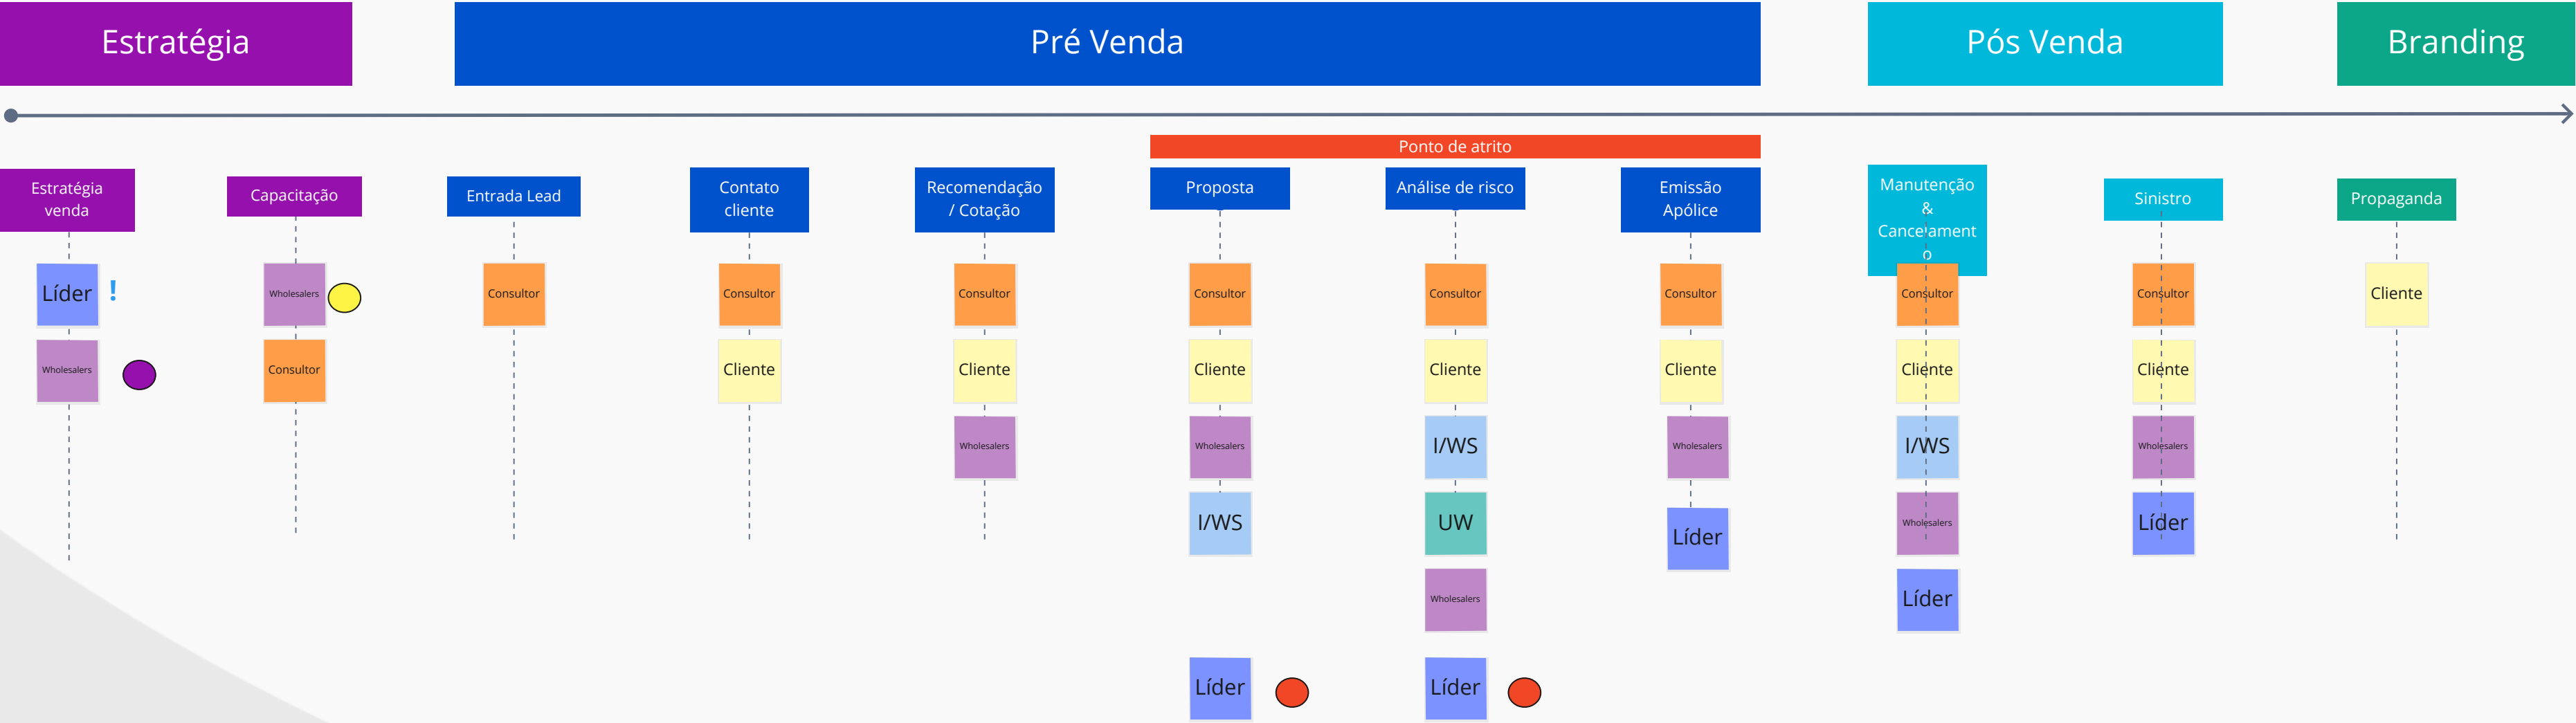 Estratégia
Pré Venda
Pós Venda
Branding
Ponto de atrito
Estratégia
venda
Líder
!
Wholesalers
Capacitação
Wholesalers
Consultor
Entrada Lead
Consultor
Contato
cliente
Consultor
Cliente
Recomendação
/ Cotação
Consultor
Cliente
Wholesalers
Proposta
Consultor
Cliente
Wholesalers
I/WS
Líder
Análise de risco
Consultor
Cliente
I/WS
UW
Wholesalers
Líder
Emissão
Apólice
Consultor
Cliente
Wholesalers
Líder
Manutenção
&
Cancelament
o
Consultor
Cliente
I/WS
Wholesalers
Líder
Sinistro
Consultor
Cliente
Wholesalers
Líder
Propaganda
Cliente